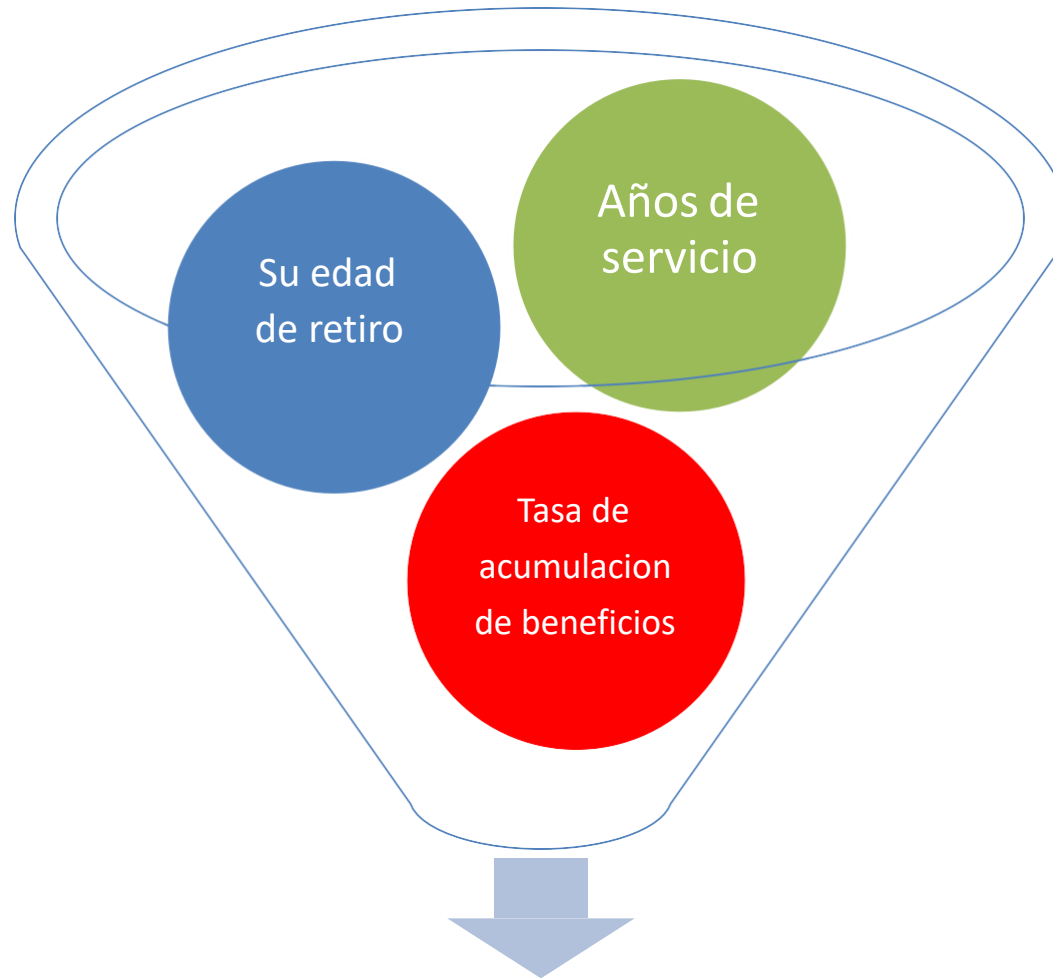 Años de
servicio
Su edad
de retiro
Tasa de
acumulacion
de beneficios